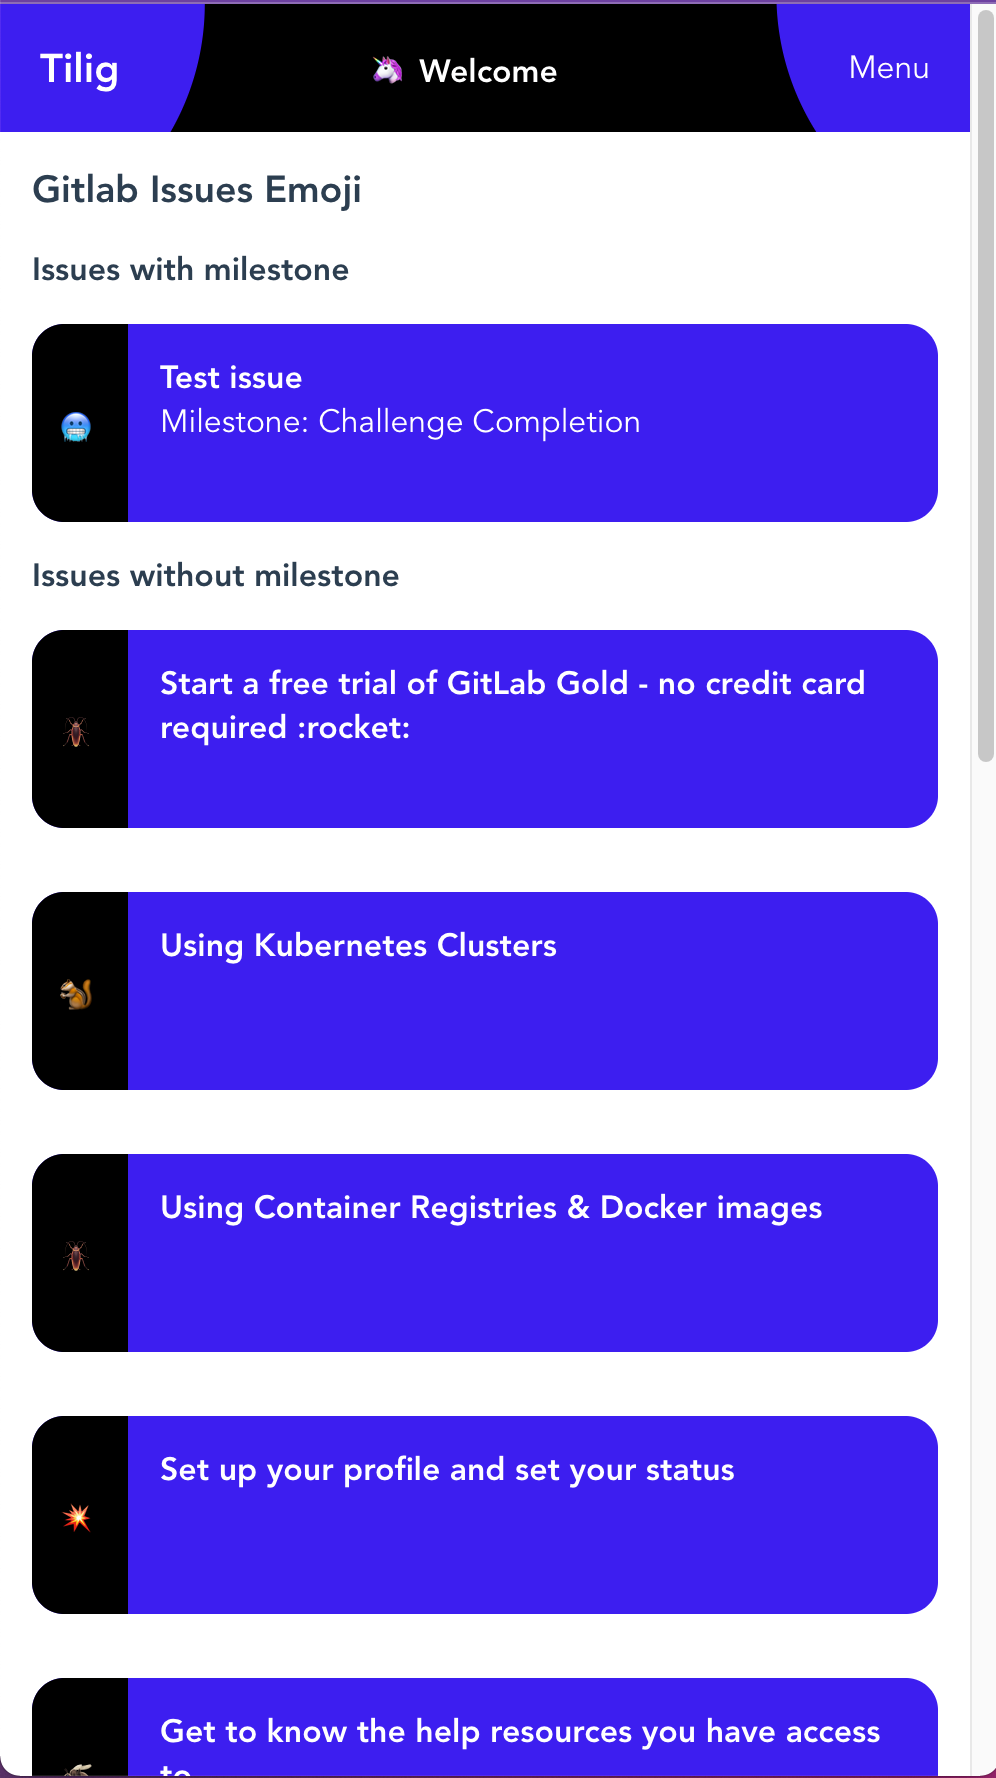 Tilig
🦄 Welcome
Menu
Gitlab Issues Emoji
Issues with milestone
Test issue
Milestone: Challenge Completion
Issues without milestone
Start a free trial of GitLab Gold - no credit card
required :rocket:
Using Kubernetes Clusters
Using Container Registries & Docker images
Set up your profile and set your status
Get to know the help resources you have access
to